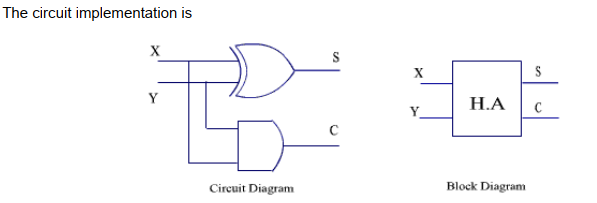 The circuit implementation is
X
S
Y
C
Circuit Diagram
X
S
Y
H.A
C
Block Diagram